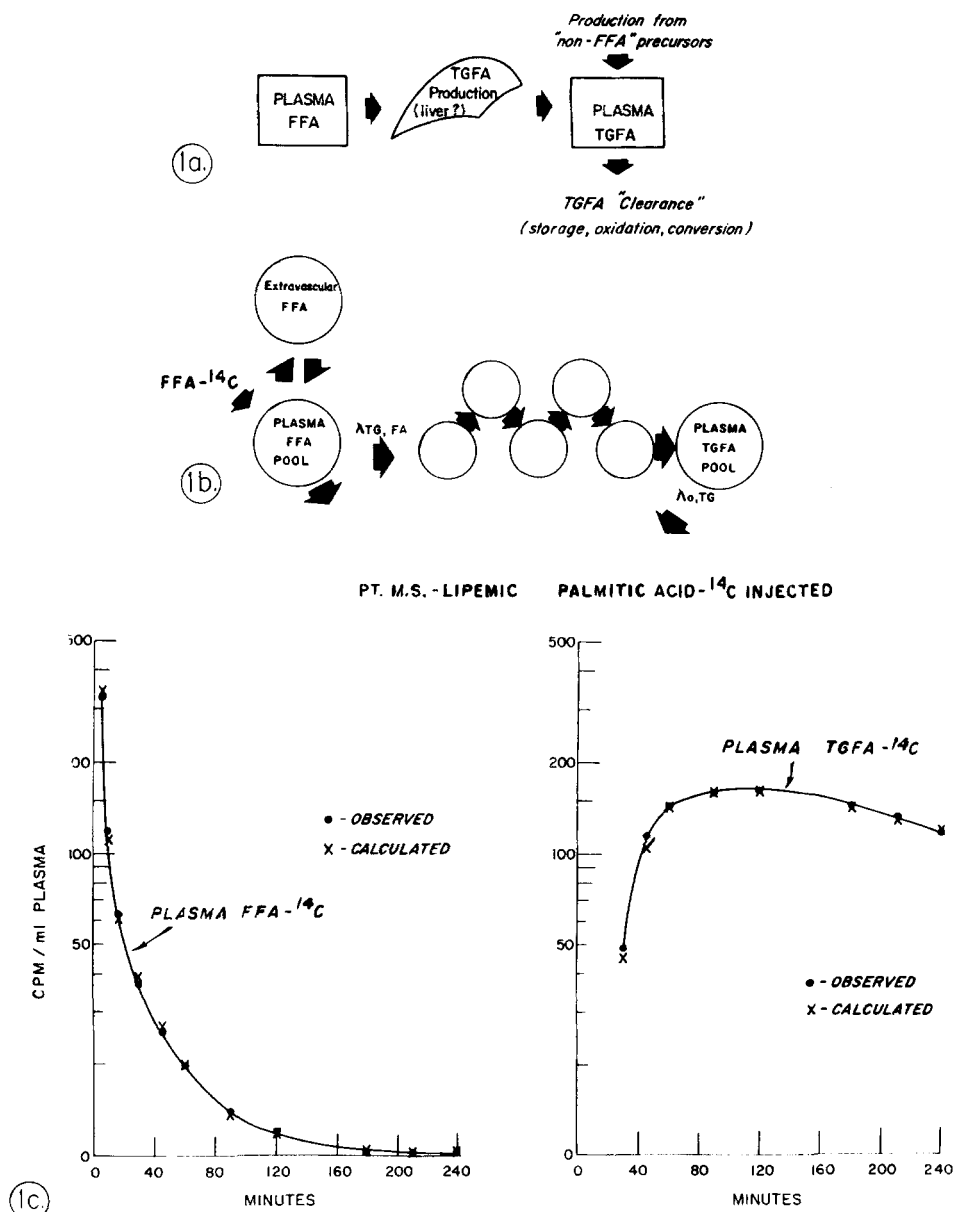 Production from
"non-FFA" precursors
PLASMA
FFA
TGFA
Production
(liver?)
PLASMA
TGFA
1a.
TGFA "Clearance"
(storage, oxidation, conversion)
Extravascular
FFA
FFA-14C
PLASMA
FFA
POOL
λTG, FA
PLASMA
TGFA
POOL
λo,TG
1b.
PT. M.S.-LIPEMIC PALMITIC ACID-14C INJECTED
500
200
100
50
0
CPM/ml PLASMA
● - OBSERVED
X - CALCULATED
PLASMA FFA-14C
0 40 80 120 160 200 240
MINUTES
500
200
100
50
0
PLASMA TGFA-14C
● - OBSERVED
X - CALCULATED
0 40 80 120 160 200 240
MINUTES
1c.